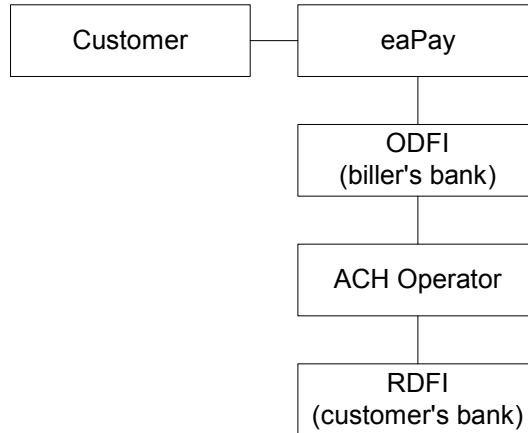 Customer
eaPay
ODFI
(biller's bank)
ACH Operator
RDFI
(customer's bank)